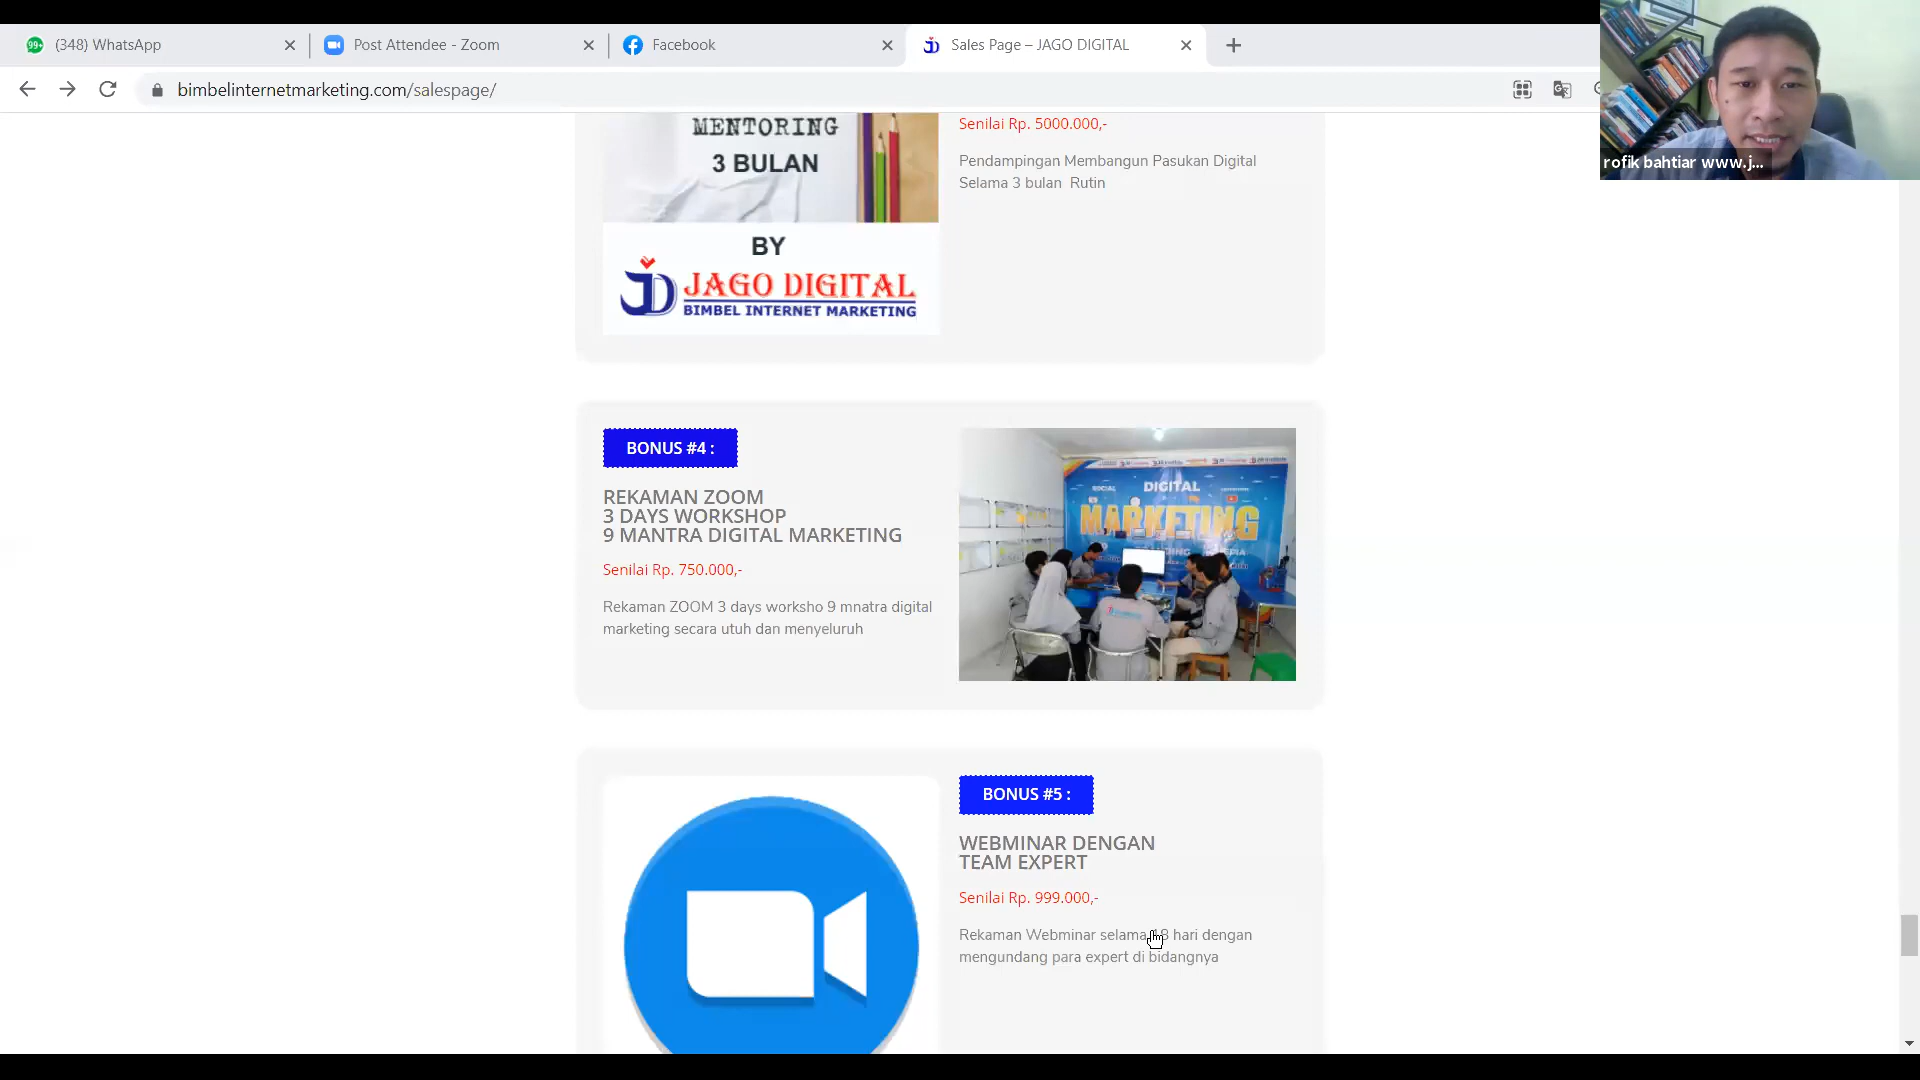 99+
(348) WhatsApp
Post Attendee - Zoom
Facebook
Sales Page – JAGO DIGITAL
bimbelinternetmarketing.com/salespage/
rofik bahtiar www.j...
MENTORING
3 BULAN
BY
JD JAGO DIGITAL
BIMBEL INTERNET MARKETING
Senilai Rp. 5000.000,-
Pendampingan Membangun Pasukan Digital
Selama 3 bulan Rutin
BONUS #4 :
REKAMAN ZOOM
3 DAYS WORKSHOP
9 MANTRA DIGITAL MARKETING
Senilai Rp. 750.000,-
Rekaman ZOOM 3 days worksho 9 mnatra digital
marketing secara utuh dan menyeluruh
SOCIAL
DIGITAL
MARKETING
BONUS #5 :
WEBMINAR DENGAN
TEAM EXPERT
Senilai Rp. 999.000,-
Rekaman Webminar selama 18 hari dengan
mengundang para expert di bidangnya